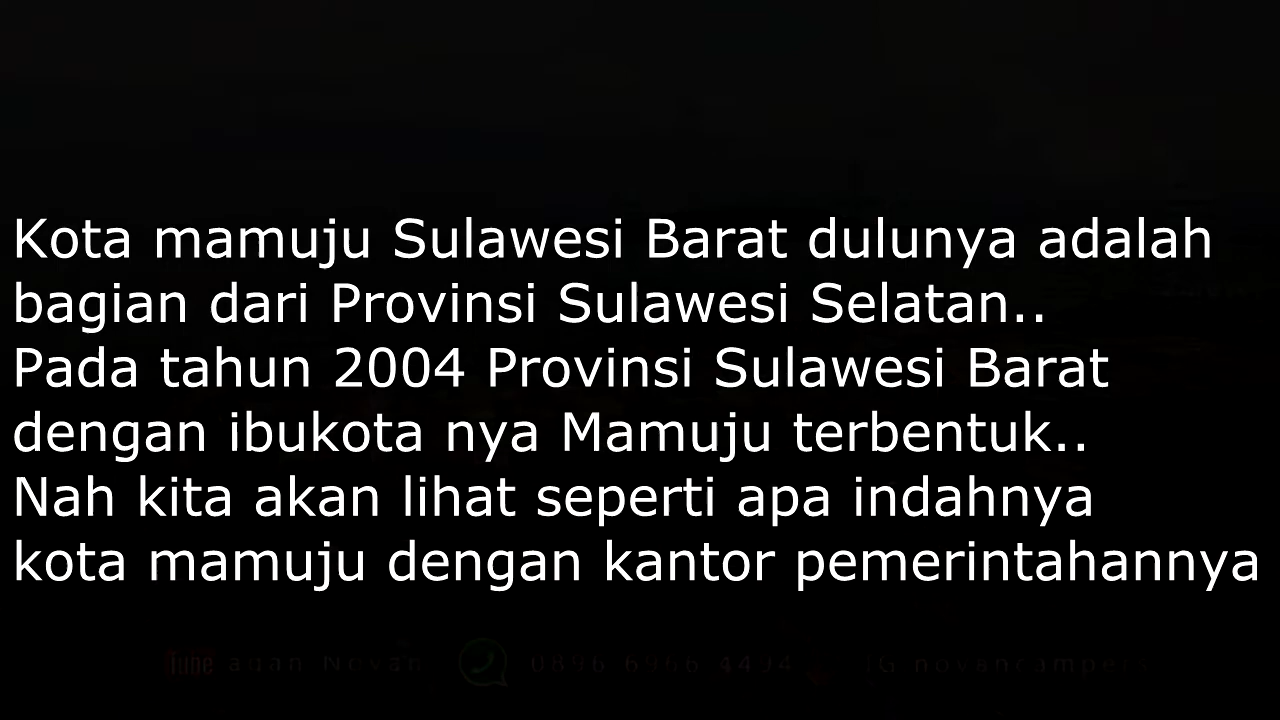 Kota mamuju Sulawesi Barat dulunya adalah
bagian dari Provinsi Sulawesi Selatan..
Pada tahun 2004 Provinsi Sulawesi Barat
dengan ibukota nya Mamuju terbentuk..
Nah kita akan lihat seperti apa indahnya
kota mamuju dengan kantor pemerintahannya